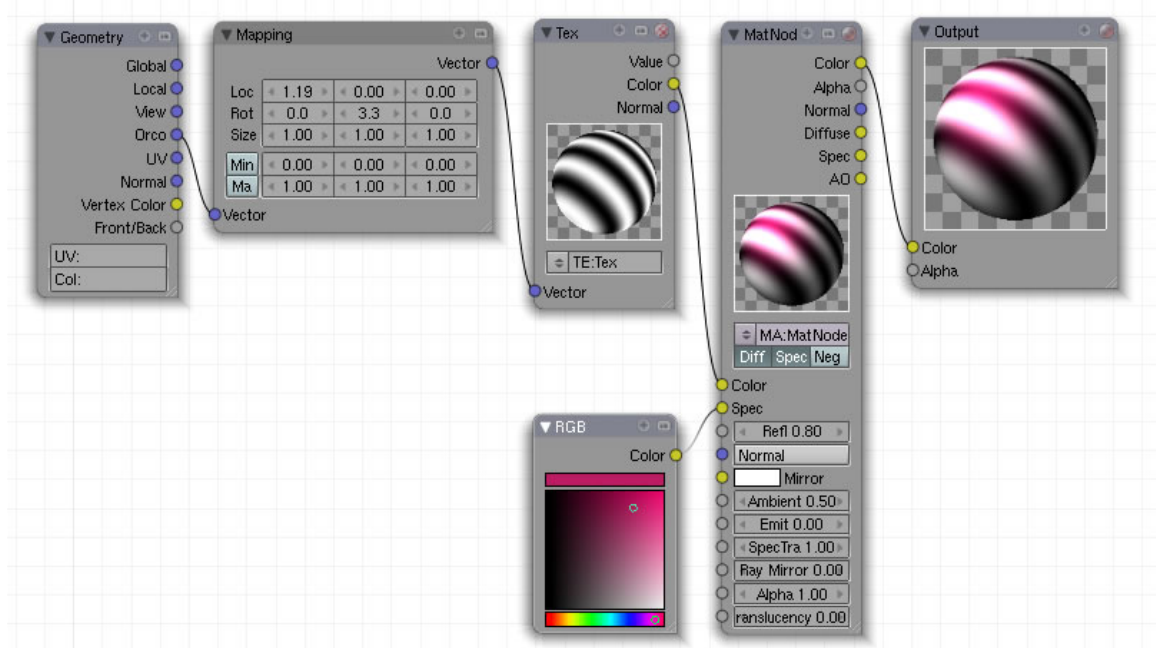 Geometry
Global
Local
View
Orco
UV
Normal
Vertex Color
Front/Back
UV:
Col:
Mapping
Vector
Loc 1.19 0.00 0.00
Rot 0.0 3.3 0.0
Size 1.00 1.00 1.00
Min 0.00 0.00 0.00
Ma 1.00 1.00 1.00
Vector
Tex
Value
Color
Normal
TE:Tex
Vector
RGB
Color
MatNod
Color
Alpha
Normal
Diffuse
Spec
AO
MA:MatNode
Diff Spec Neg
Color
Spec
Refl 0.80
Normal
Mirror
Ambient 0.50
Emit 0.00
SpecTra 1.00
Ray Mirror 0.00
Alpha 1.00
ranslucency 0.00
Output
Color
Alpha